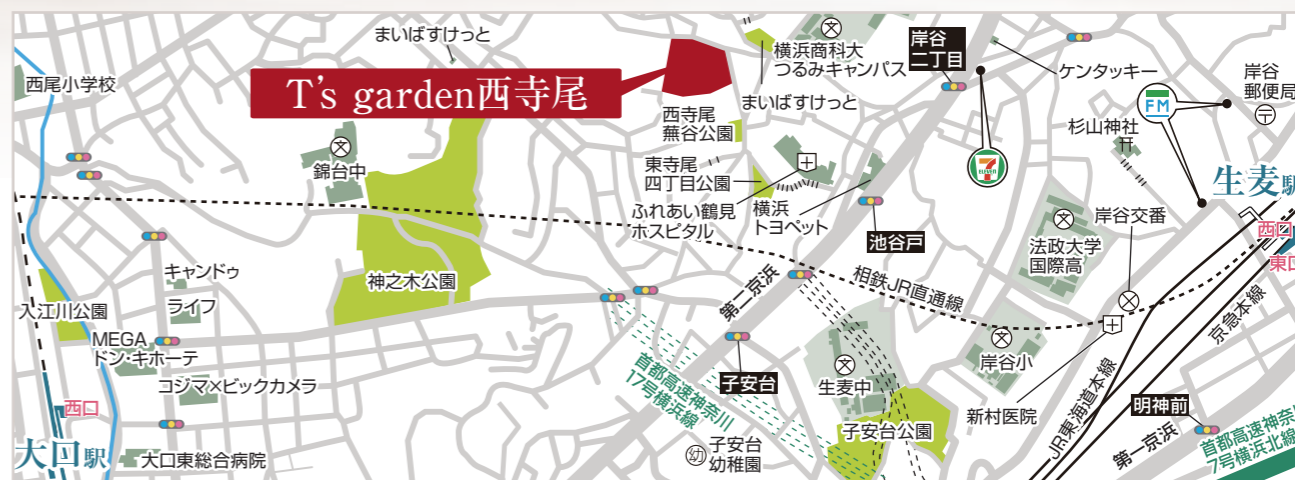 まいばすけっと
西尾小学校
T's garden西寺尾
横浜商科大
つるみキャンパス
岸谷
二丁目
ケンタッキー
岸谷
郵便局
〒
FM
まいばすけっと
西寺尾
蕪谷公園
杉山神社
文
錦台中
東寺尾
四丁目公園
7
ELEVEN
生麦駅
ふれあい鶴見
ホスピタル
横浜
トヨペット
池谷戸
文
法政大学
国際高
岸谷交番
西口
東口
キャンドゥ
神之木公園
相鉄JR直通線
第二京浜
入江川公園
ライフ
MEGA
ドン・キホーテ
コジマ×ビックカメラ
首都高速神奈川
17号横浜線
子安台
文
生麦中
文
岸谷小
京急本線
JR東海道本線
新村医院
明神前
西口
大口駅
大口東総合病院
幼
子安台
幼稚園
子安台公園
第一京浜
首都高速神奈川
7号横浜北線
文